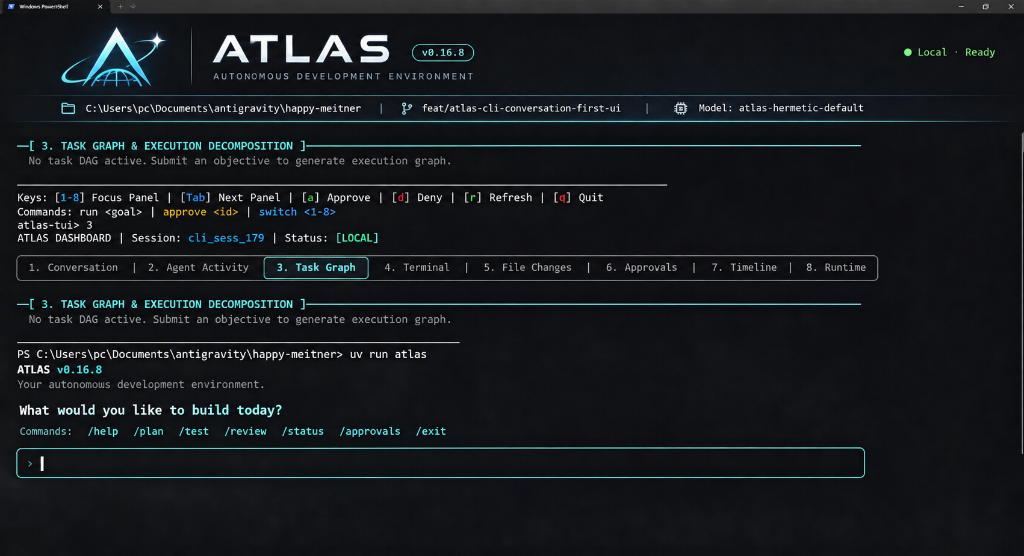 Windows PowerShell
ATLAS v0.16.8
AUTONOMOUS DEVELOPMENT ENVIRONMENT
Local · Ready
C:\Users\pc\Documents\antigravity\happy-meitner | feat/atlas-cli-conversation-first-ui | Model: atlas-hermetic-default
—[ 3. TASK GRAPH & EXECUTION DECOMPOSITION ]—
No task DAG active. Submit an objective to generate execution graph.
Keys: [1-8] Focus Panel | [Tab] Next Panel | [a] Approve | [d] Deny | [r] Refresh | [q] Quit
Commands: run <goal> | approve <id> | switch <1-8>
atlas-tui> 3
ATLAS DASHBOARD | Session: cli_sess_179 | Status: [LOCAL]
1. Conversation | 2. Agent Activity 3. Task Graph 4. Terminal | 5. File Changes | 6. Approvals | 7. Timeline | 8. Runtime
—[ 3. TASK GRAPH & EXECUTION DECOMPOSITION ]—
No task DAG active. Submit an objective to generate execution graph.
PS C:\Users\pc\Documents\antigravity\happy-meitner> uv run atlas
ATLAS v0.16.8
Your autonomous development environment.
What would you like to build today?
Commands: /help /plan /test /review /status /approvals /exit
›